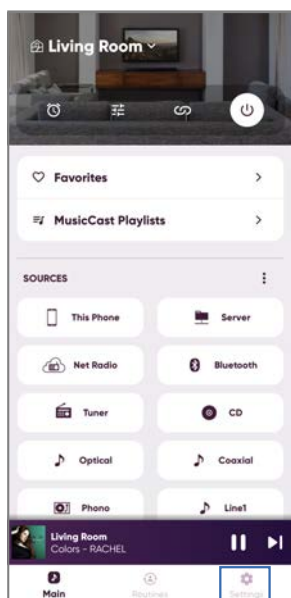 Living Room
Favorites
MusicCast Playlists
SOURCES
This Phone
Server
Net Radio
Bluetooth
Tuner
CD
Optical
Coaxial
Phono
Line1
Living Room
Colors - RACHEL
Main
Routines
Settings